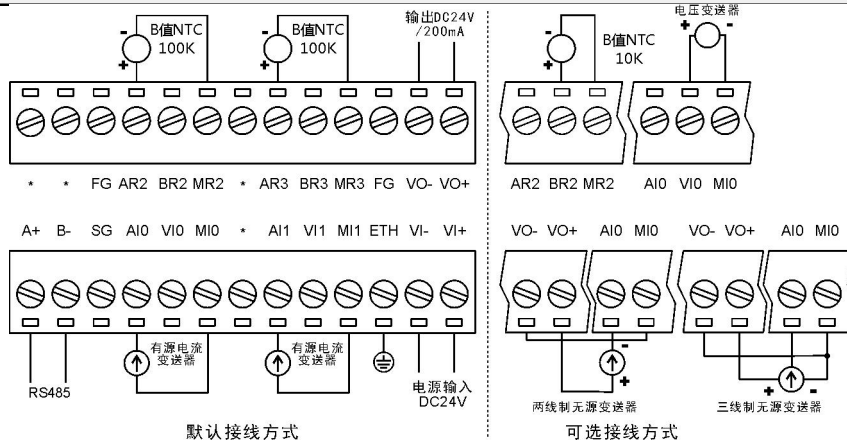 B值NTC
100K
B值NTC
100K
输出DC24V
/200mA
* * FG AR2 BR2 MR2 * AR3 BR3 MR3 FG VO- VO+
A+ B- SG AI0 VI0 MI0 * AI1 VI1 MI1 ETH VI- VI+
RS485
有源电流
变送器
有源电流
变送器
电源输入
DC24V
默认接线方式
B值NTC
10K
电压变送器
AR2 BR2 MR2
AI0 VI0 MI0
VO- VO+ AI0 MI0
VO- VO+ AI0 MI0
两线制无源变送器
三线制无源变送器
可选接线方式